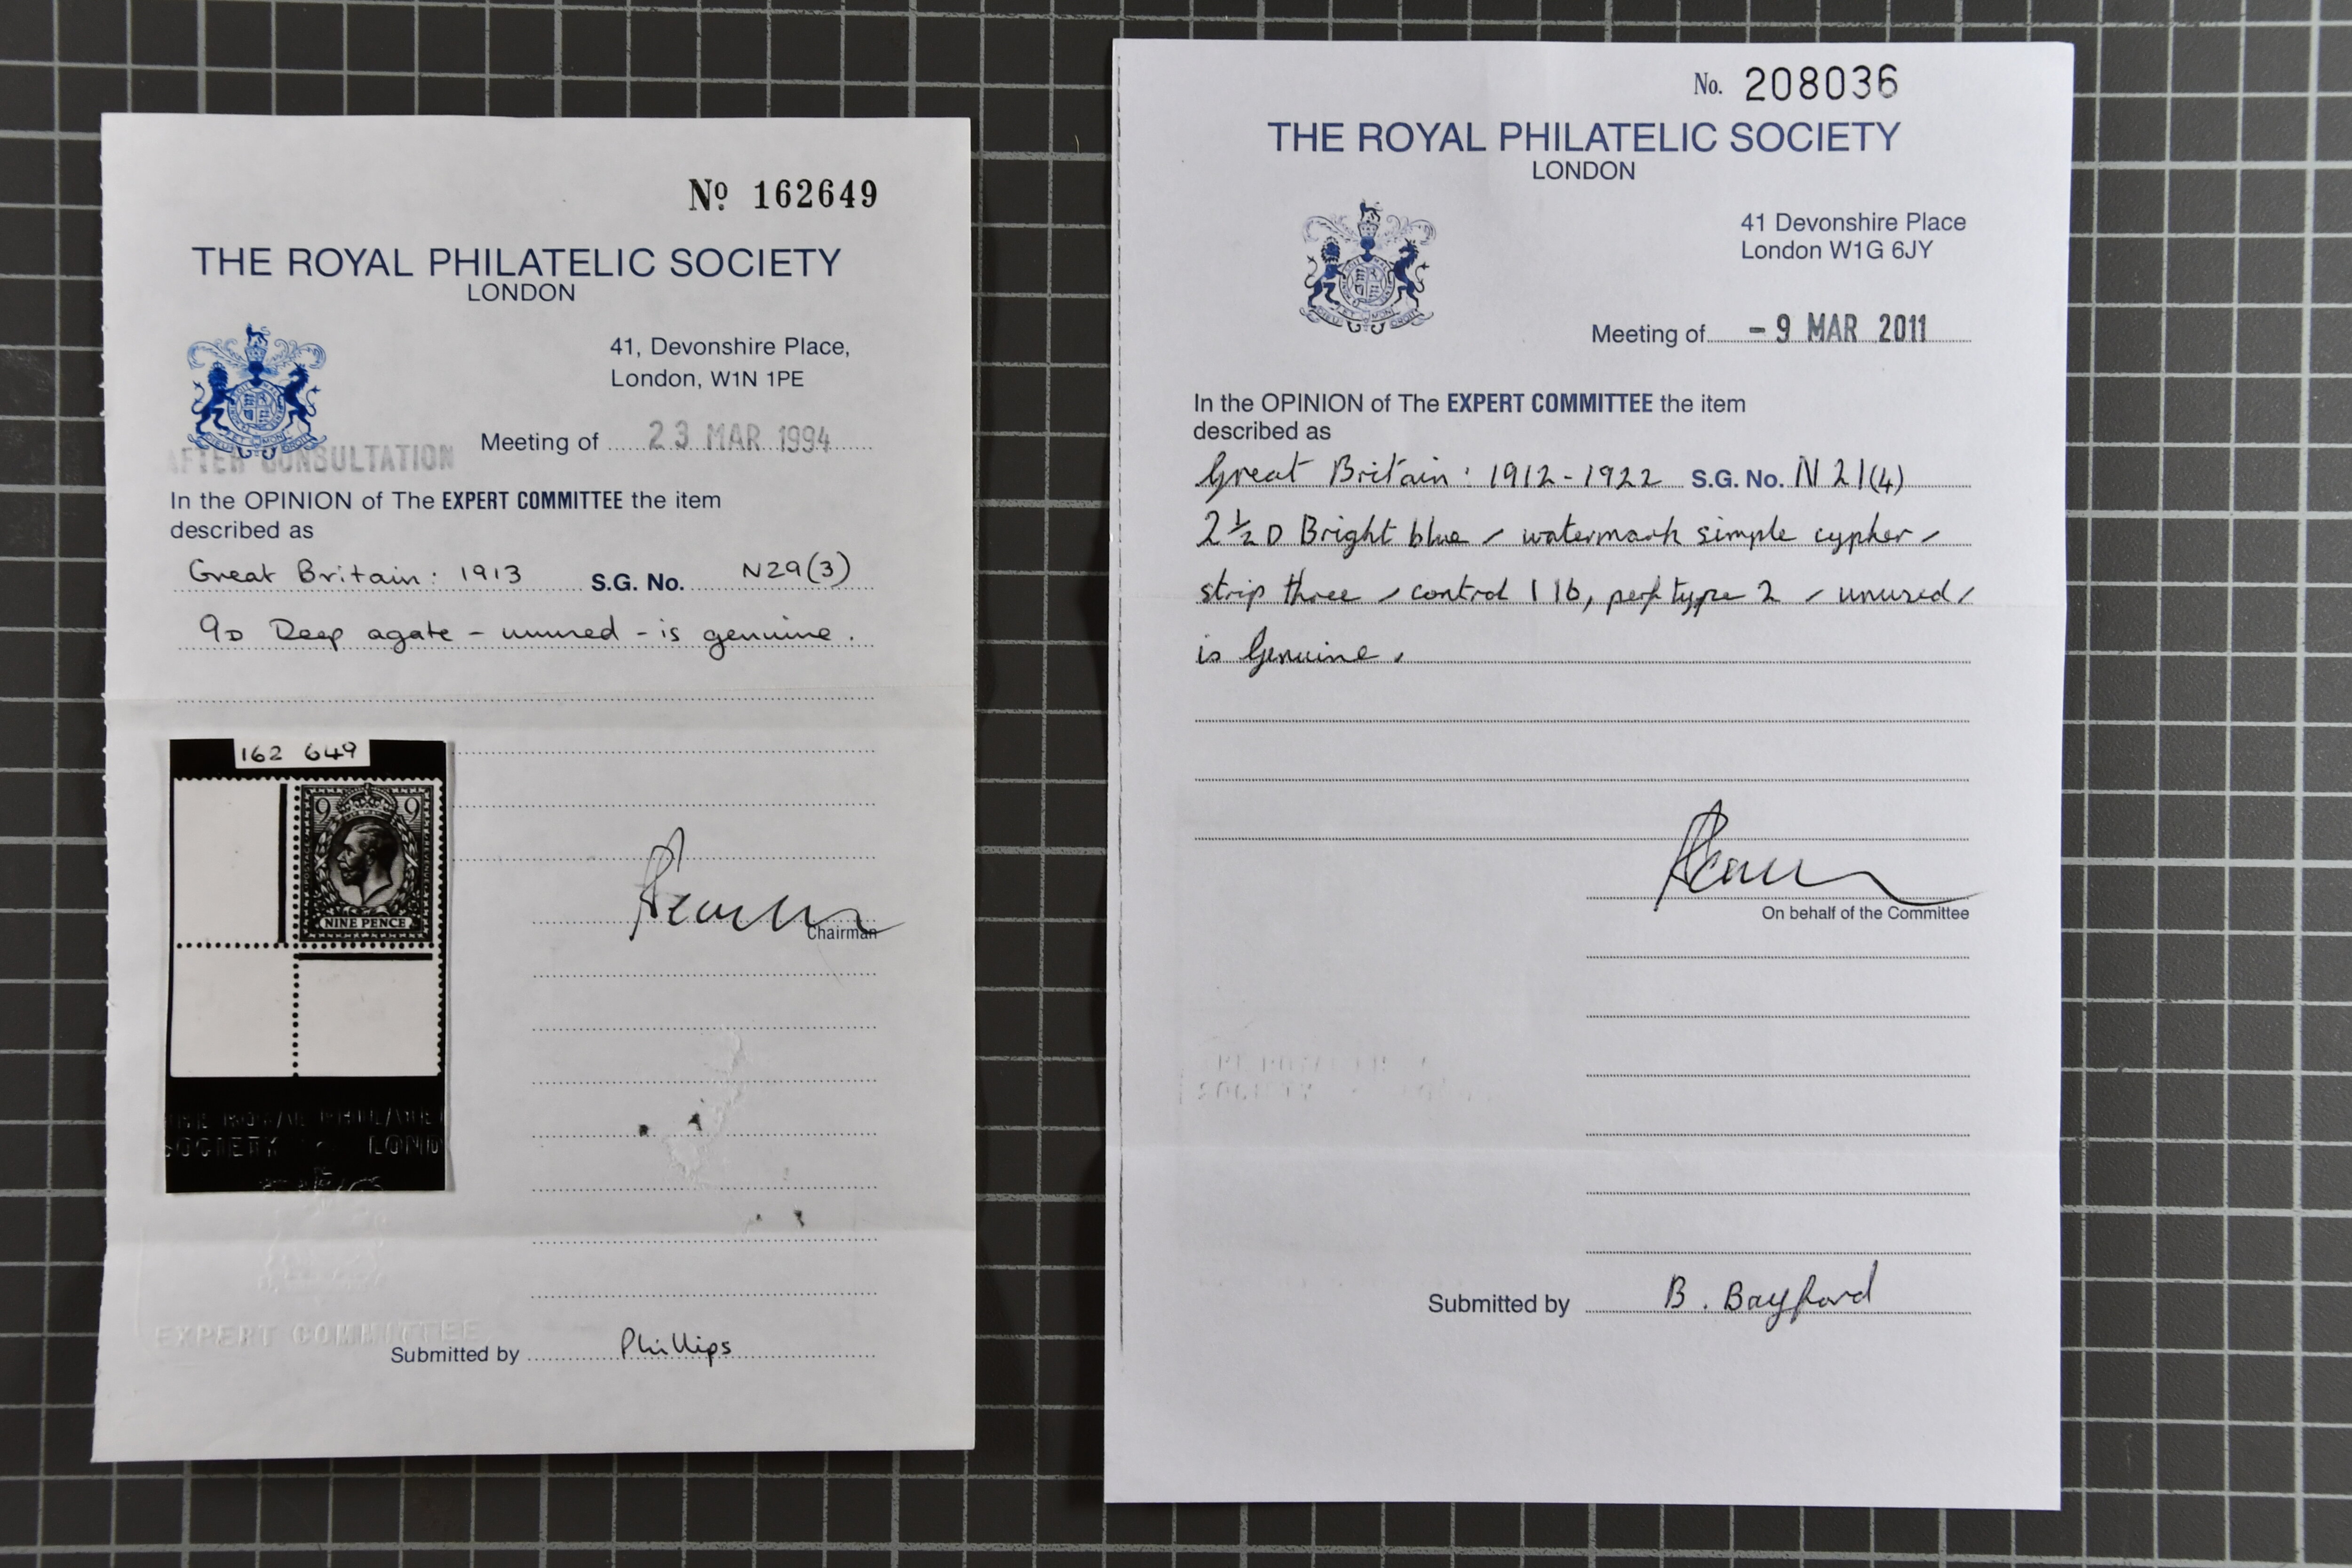 Nº 162649
THE ROYAL PHILATELIC SOCIETY
LONDON
41, Devonshire Place,
London, W1N 1PE
Meeting of 23 MAR 1994
AFTER CONSULTATION
In the OPINION of The EXPERT COMMITTEE the item
described as
Great Britain: 1913 S.G. No. N29(3)
9D Deep agate - unused - is genuine.
162 649
9 9
NINE PENCE
Chairman
SOCIETY LOND
EXPERT COMMITTEE
Submitted by Phillips
No. 208036
THE ROYAL PHILATELIC SOCIETY
LONDON
41 Devonshire Place
London W1G 6JY
Meeting of - 9 MAR 2011
In the OPINION of The EXPERT COMMITTEE the item
described as
Great Britain: 1912-1922 S.G. No. N21(4)
2½D Bright blue - watermark simple cypher -
strip three - control I 16, perf type 2 - unused -
is Genuine.
On behalf of the Committee
Submitted by B. Bayford